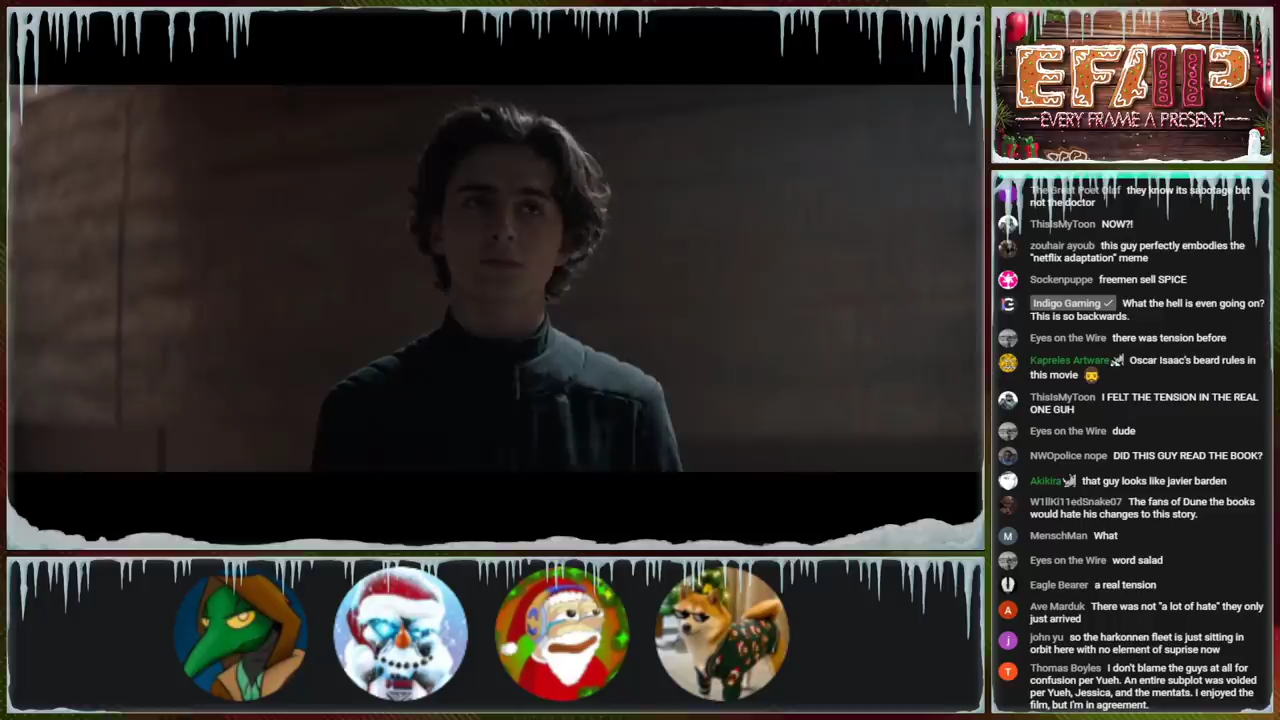 EFAP
EVERY FRAME A PRESENT
The Great Poet Olaf they know its sabotage but
not the doctor
ThisIsMyToon NOW?!
zouhair ayoub this guy perfectly embodies the
"netflix adaptation" meme
Sockenpuppe freemen sell SPICE
Indigo Gaming ✓ What the hell is even going on?
This is so backwards.
Eyes on the Wire there was tension before
Kapreles Artware Oscar Isaac's beard rules in
this movie
ThisIsMyToon I FELT THE TENSION IN THE REAL
ONE GUH
Eyes on the Wire dude
NWOpolice nope DID THIS GUY READ THE BOOK?
Akikira that guy looks like javier barden
W1llKi11edSnake07 The fans of Dune the books
would hate his changes to this story.
M
MenschMan What
Eyes on the Wire word salad
Eagle Bearer a real tension
A
Ave Marduk There was not "a lot of hate" they only
just arrived
j
john yu so the harkonnen fleet is just sitting in
orbit here with no element of suprise now
T
Thomas Boyles I don't blame the guys at all for
confusion per Yueh. An entire subplot was voided
per Yueh, Jessica, and the mentats. I enjoyed the
film, but I'm in agreement.